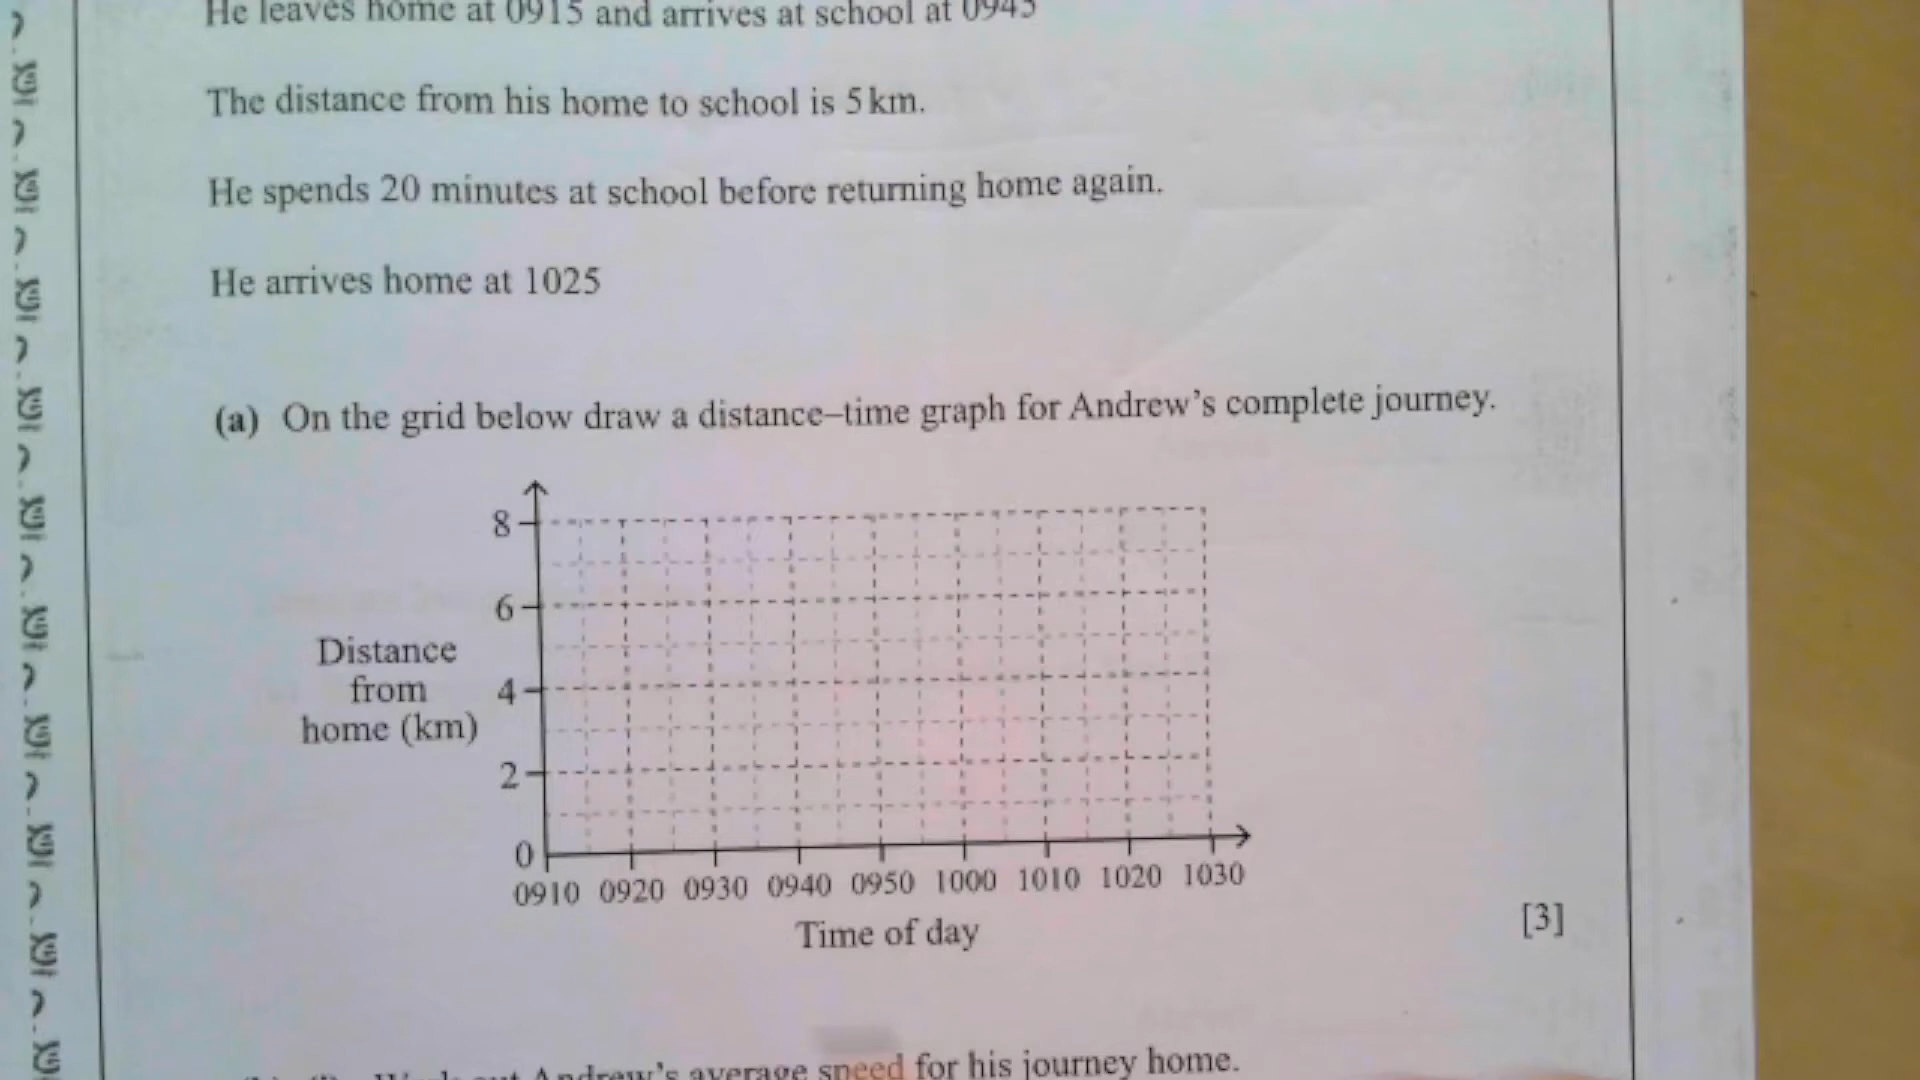 He leaves home at 0915 and arrives at school at 0945
The distance from his home to school is 5 km.
He spends 20 minutes at school before returning home again.
He arrives home at 1025
(a) On the grid below draw a distance–time graph for Andrew's complete journey.
8
6
Distance
from
home (km)
4
2
0
0910 0920 0930 0940 0950 1000 1010 1020 1030
Time of day
[3]
Andrew's average speed for his journey home.